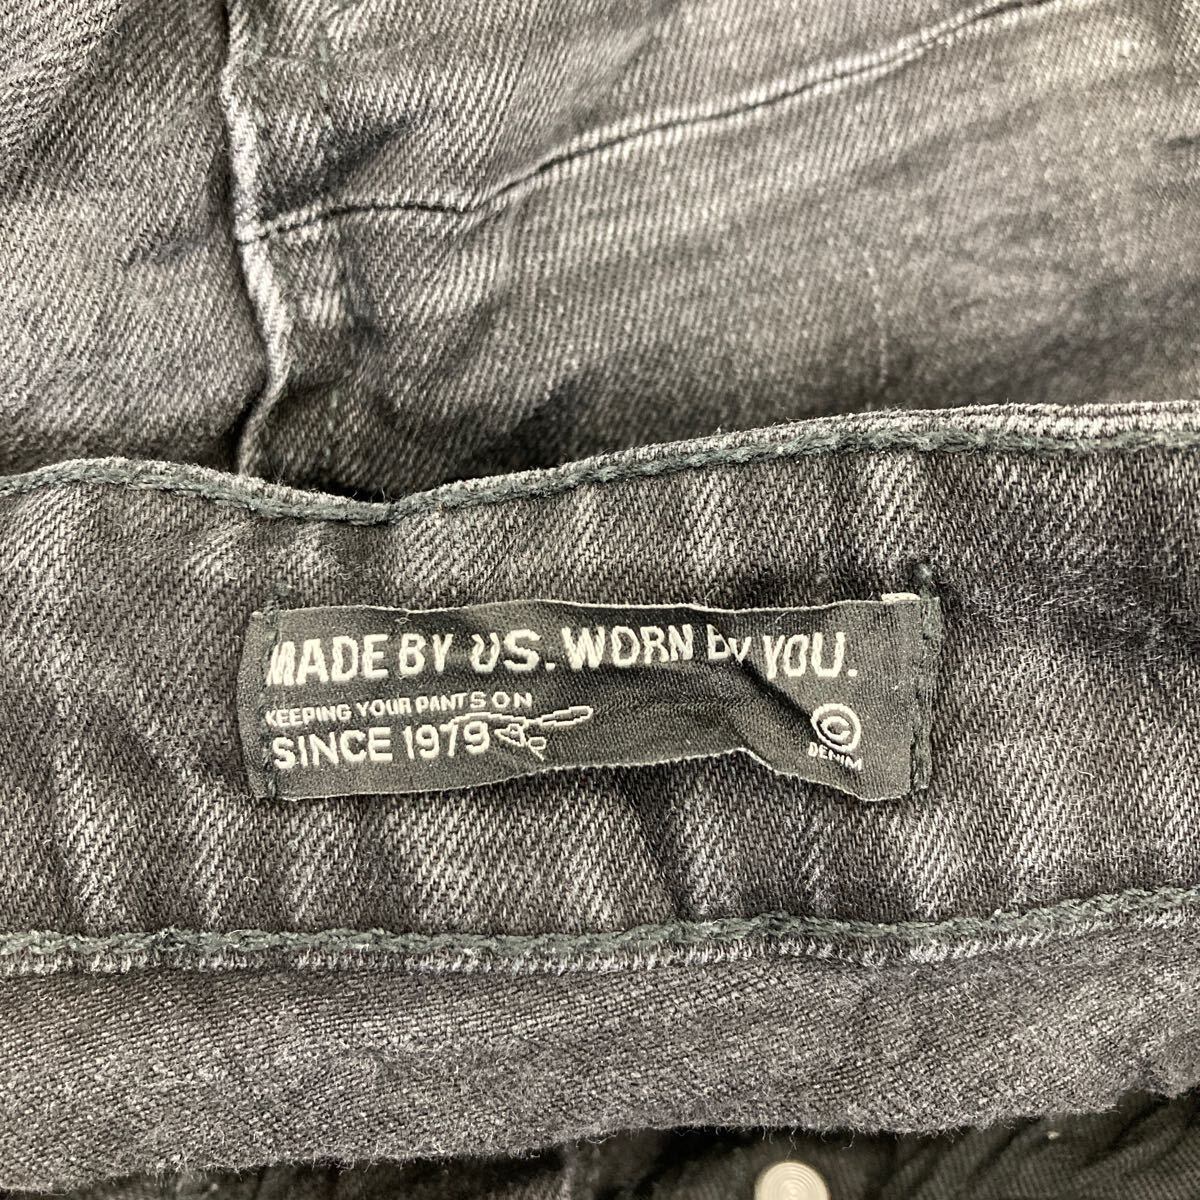 MADE BY US. WORN by YOU.
KEEPING YOUR PANTS ON
SINCE 1979
G
DENIM